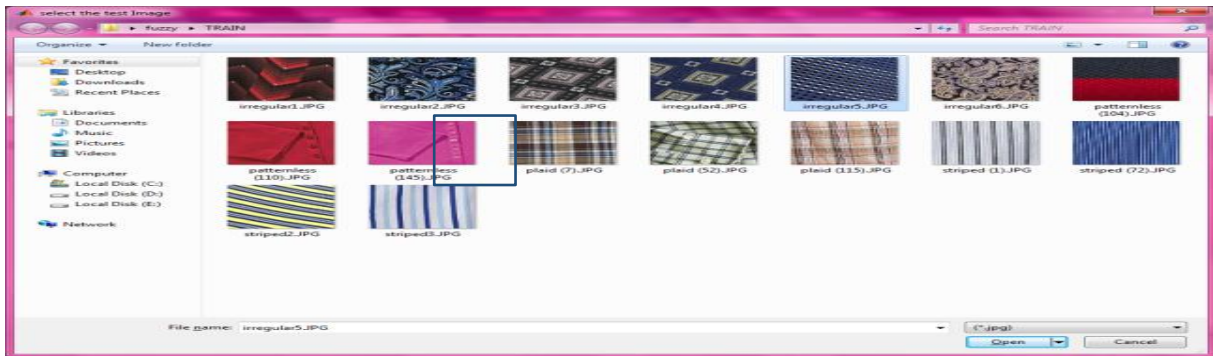 select the test Image
fuzzy ▸ TRAIN
Search TRAIN
Organize
New folder
Favorites
Desktop
Downloads
Recent Places
Libraries
Documents
Music
Pictures
Videos
Computer
Local Disk (C:)
Local Disk (D:)
Local Disk (E:)
Network
irregular1.JPG
irregular2.JPG
irregular3.JPG
irregular4.JPG
irregular5.JPG
irregular6.JPG
patternless
(104).JPG
patternless
(110).JPG
patternless
(145).JPG
plaid (7).JPG
plaid (52).JPG
plaid (115).JPG
striped (1).JPG
striped (72).JPG
striped2.JPG
striped3.JPG
File name: irregular5.JPG
(*.jpg)
Open
Cancel